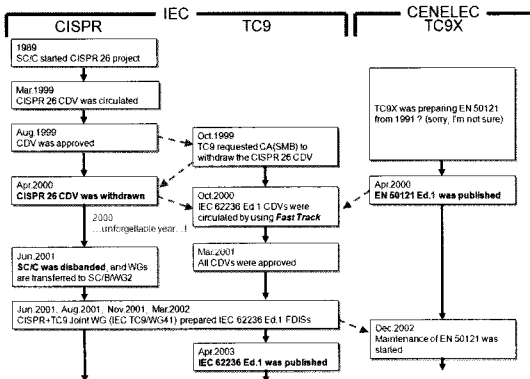 IEC
CENELEC
CISPR
TC9
TC9X
1989
SC/C started CISPR 26 project
Mar.1999
CISPR 26 CDV was circulated
Aug.1999
CDV was approved
Oct.1999
TC9 requested CA(SMB) to
withdraw the CISPR 26 CDV
TC9X was preparing EN 50121
from 1991 ? (sorry, I'm not sure)
Apr.2000
CISPR 26 CDV was withdrawn
Oct.2000
IEC 62236 Ed.1 CDVs were
circulated by using Fast Track
Apr.2000
EN 50121 Ed.1 was published
2000
...unforgettable year...!
Mar.2001
All CDVs were approved
Jun.2001
SC/C was disbanded, and WGs
are transferred to SC/B/WG2
Jun.2001, Aug.2001, Nov.2001, Mar.2002
CISPR+TC9 Joint WG (IEC TC9/WG41) prepared IEC 62236 Ed.1 FDISs
Dec.2002
Maintenance of EN 50121 was
started
Apr.2003
IEC 62236 Ed.1 was published